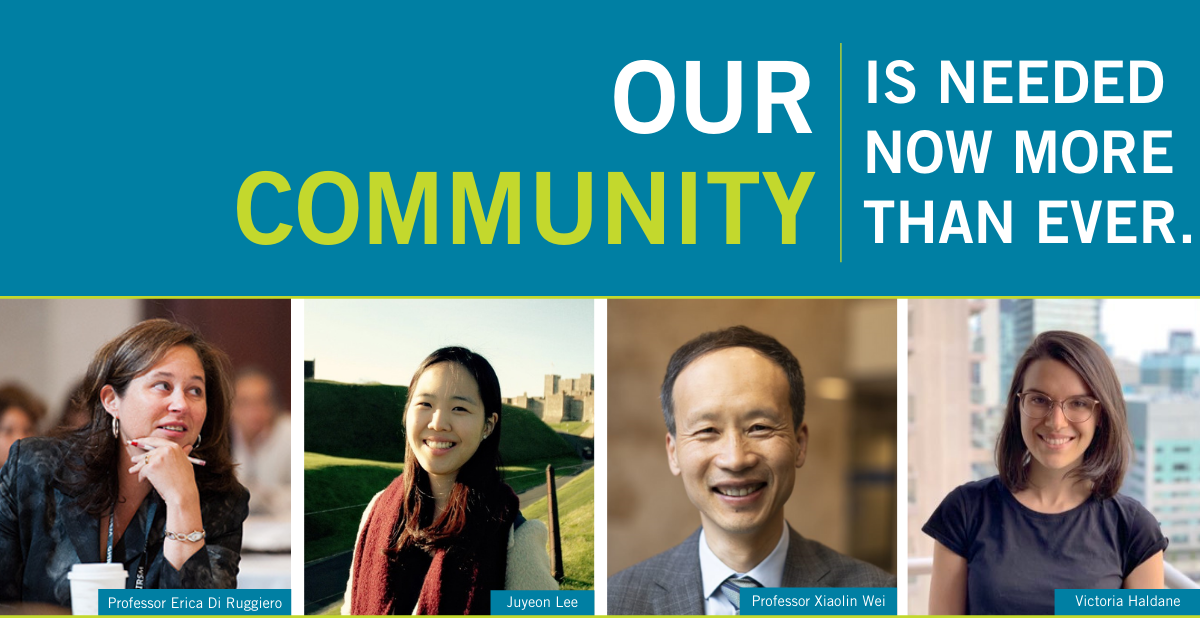 OUR
COMMUNITY
IS NEEDED
NOW MORE
THAN EVER.
Professor Erica Di Ruggiero
Juyeon Lee
Professor Xiaolin Wei
Victoria Haldane